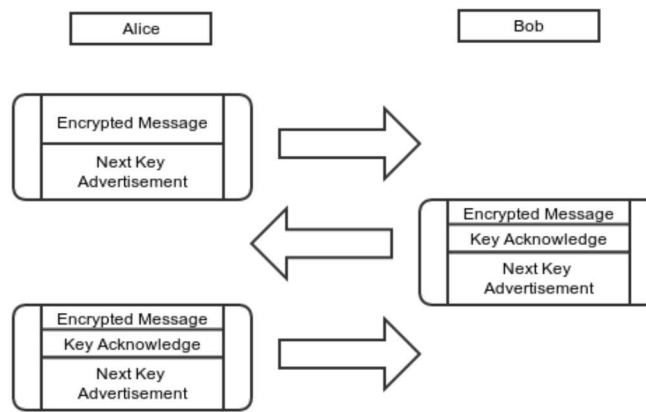 Alice
Bob
Encrypted Message
Next Key
Advertisement
Encrypted Message
Key Acknowledge
Next Key
Advertisement
Encrypted Message
Key Acknowledge
Next Key
Advertisement